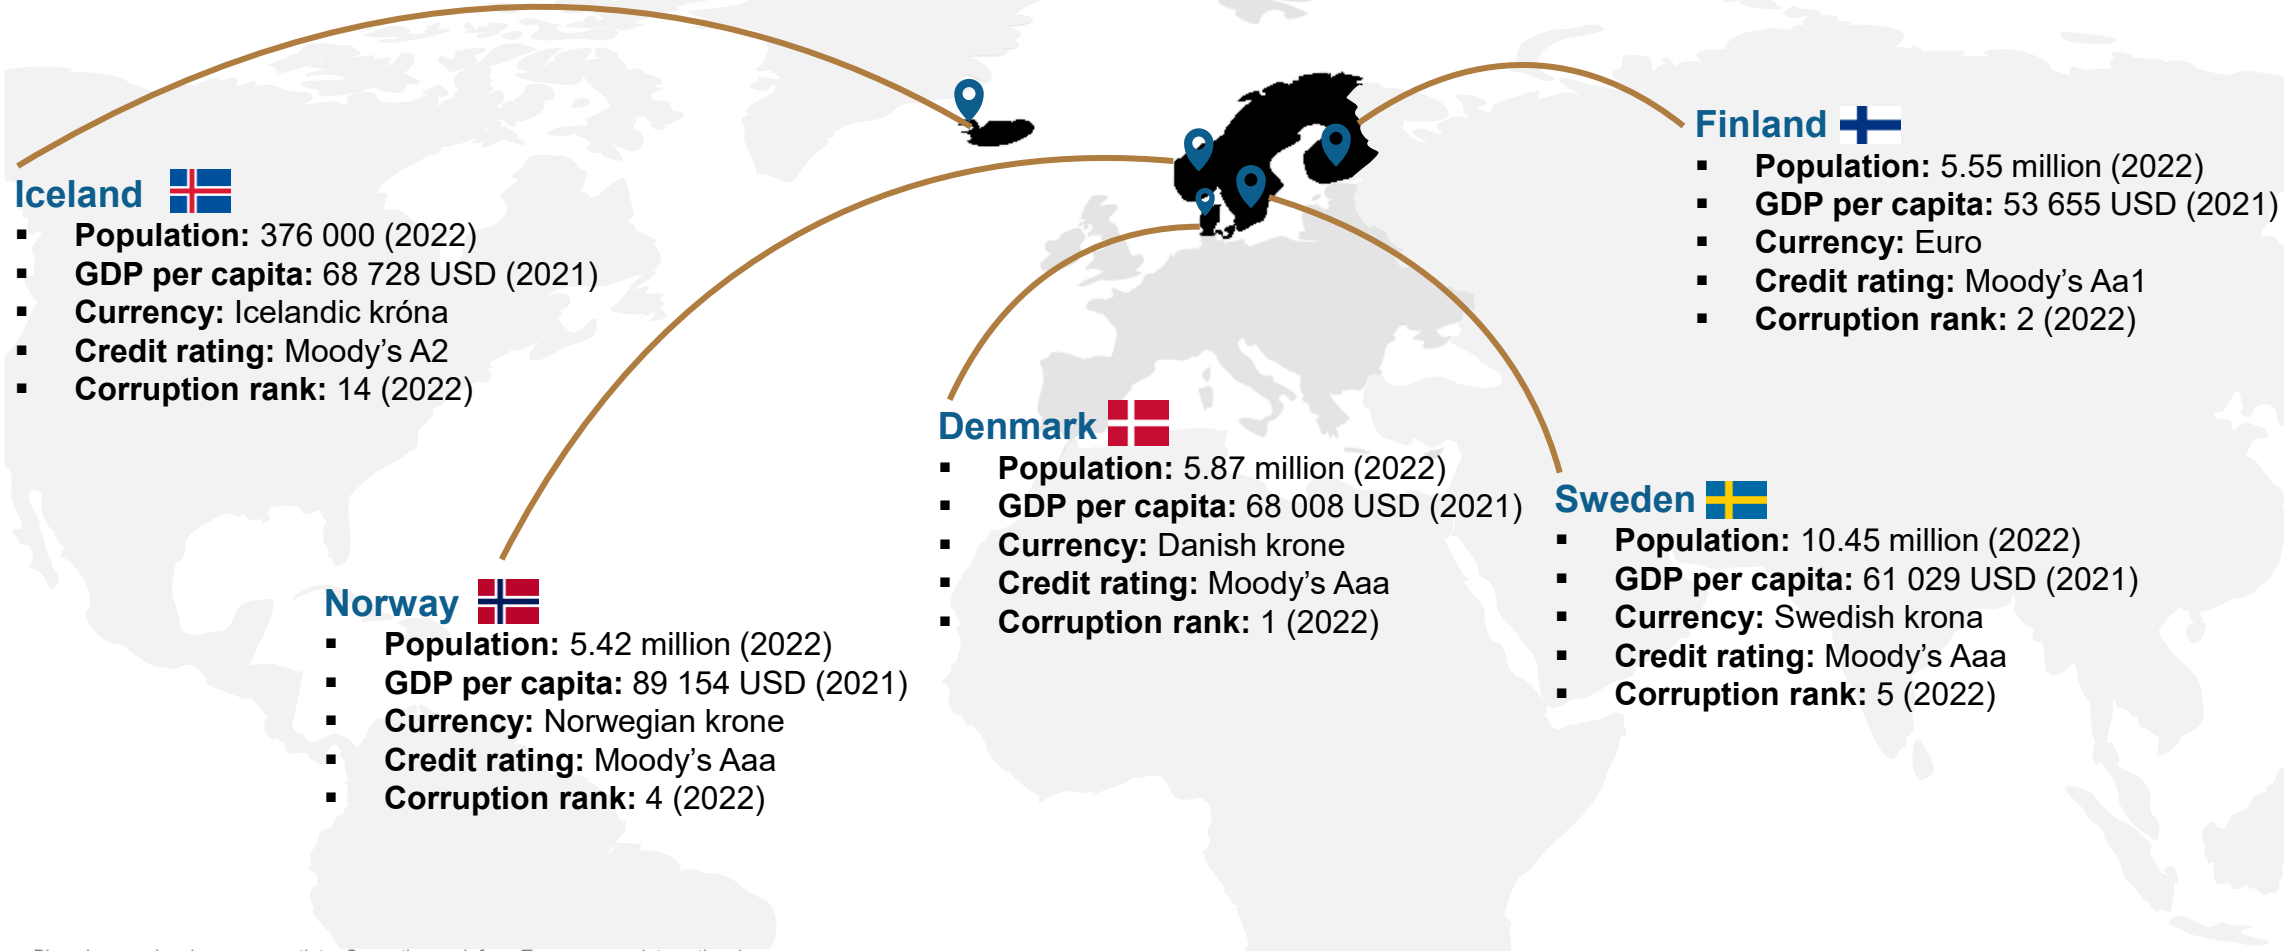 Iceland
▪ Population: 376 000 (2022)
▪ GDP per capita: 68 728 USD (2021)
▪ Currency: Icelandic króna
▪ Credit rating: Moody’s A2
▪ Corruption rank: 14 (2022)
Norway
▪ Population: 5.42 million (2022)
▪ GDP per capita: 89 154 USD (2021)
▪ Currency: Norwegian krone
▪ Credit rating: Moody’s Aaa
▪ Corruption rank: 4 (2022)
Denmark
▪ Population: 5.87 million (2022)
▪ GDP per capita: 68 008 USD (2021)
▪ Currency: Danish krone
▪ Credit rating: Moody’s Aaa
▪ Corruption rank: 1 (2022)
Sweden
▪ Population: 10.45 million (2022)
▪ GDP per capita: 61 029 USD (2021)
▪ Currency: Swedish krona
▪ Credit rating: Moody’s Aaa
▪ Corruption rank: 5 (2022)
Finland
▪ Population: 5.55 million (2022)
▪ GDP per capita: 53 655 USD (2021)
▪ Currency: Euro
▪ Credit rating: Moody’s Aa1
▪ Corruption rank: 2 (2022)